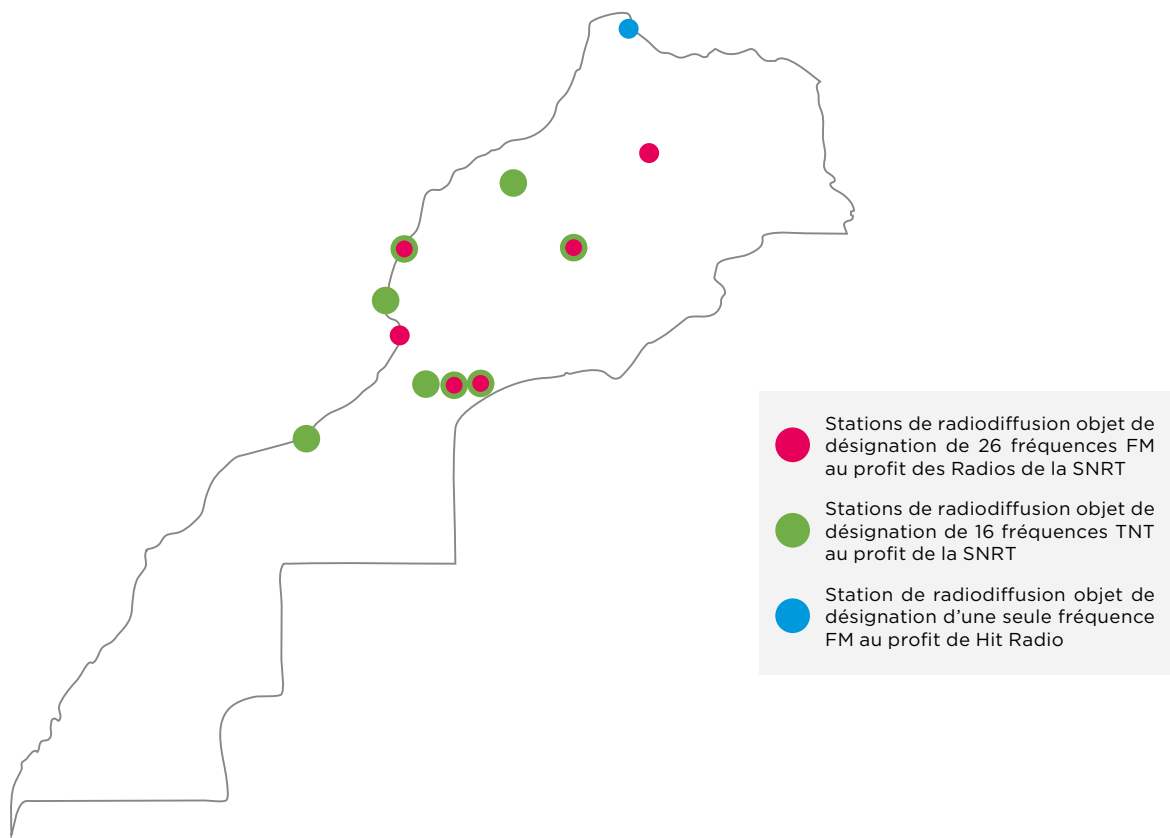 Stations de radiodiffusion objet de
désignation de 26 fréquences FM
au profit des Radios de la SNRT
Stations de radiodiffusion objet de
désignation de 16 fréquences TNT
au profit de la SNRT
Station de radiodiffusion objet de
désignation d'une seule fréquence
FM au profit de Hit Radio